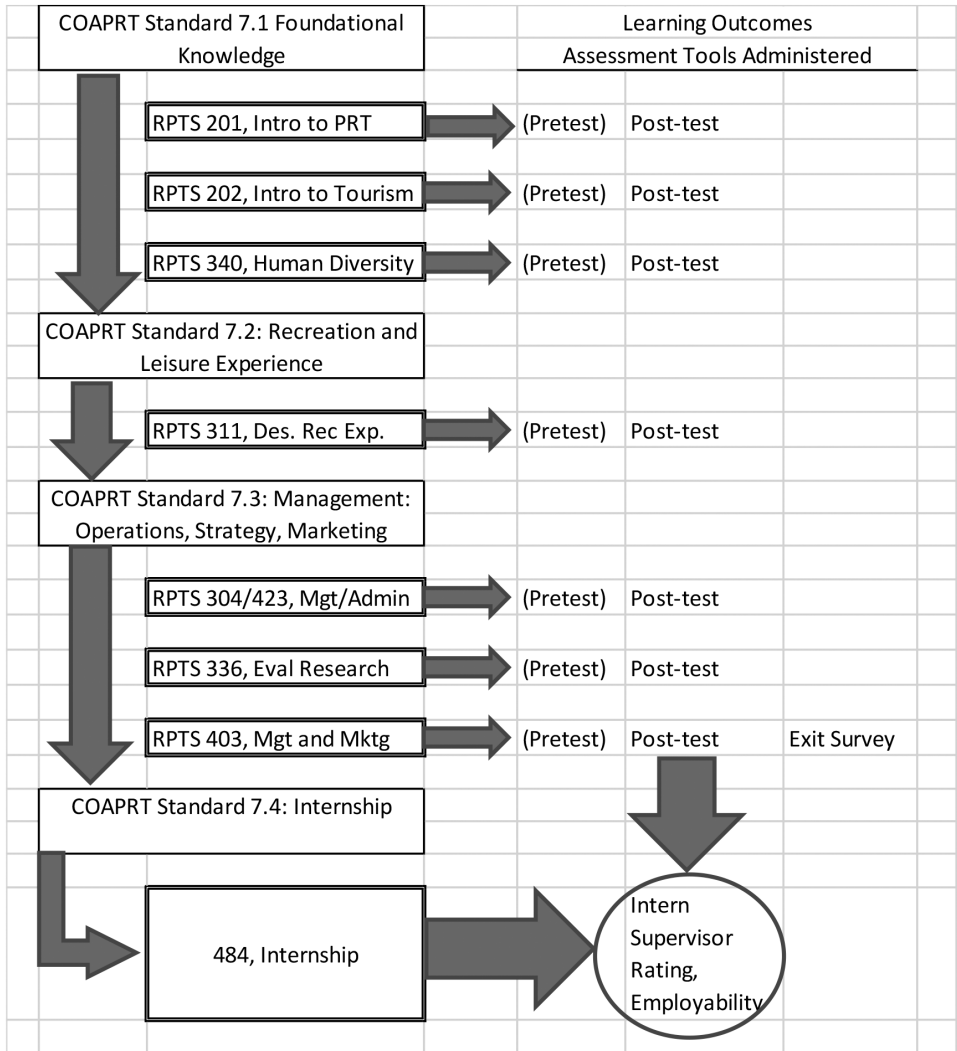 COAPRT Standard 7.1 Foundational
Knowledge
Learning Outcomes
Assessment Tools Administered
RPTS 201, Intro to PRT (Pretest) Post-test
RPTS 202, Intro to Tourism (Pretest) Post-test
RPTS 340, Human Diversity (Pretest) Post-test
COAPRT Standard 7.2: Recreation and
Leisure Experience
RPTS 311, Des. Rec Exp. (Pretest) Post-test
COAPRT Standard 7.3: Management:
Operations, Strategy, Marketing
RPTS 304/423, Mgt/Admin (Pretest) Post-test
RPTS 336, Eval Research (Pretest) Post-test
RPTS 403, Mgt and Mktg (Pretest) Post-test Exit Survey
COAPRT Standard 7.4: Internship
484, Internship
Intern
Supervisor
Rating,
Employability